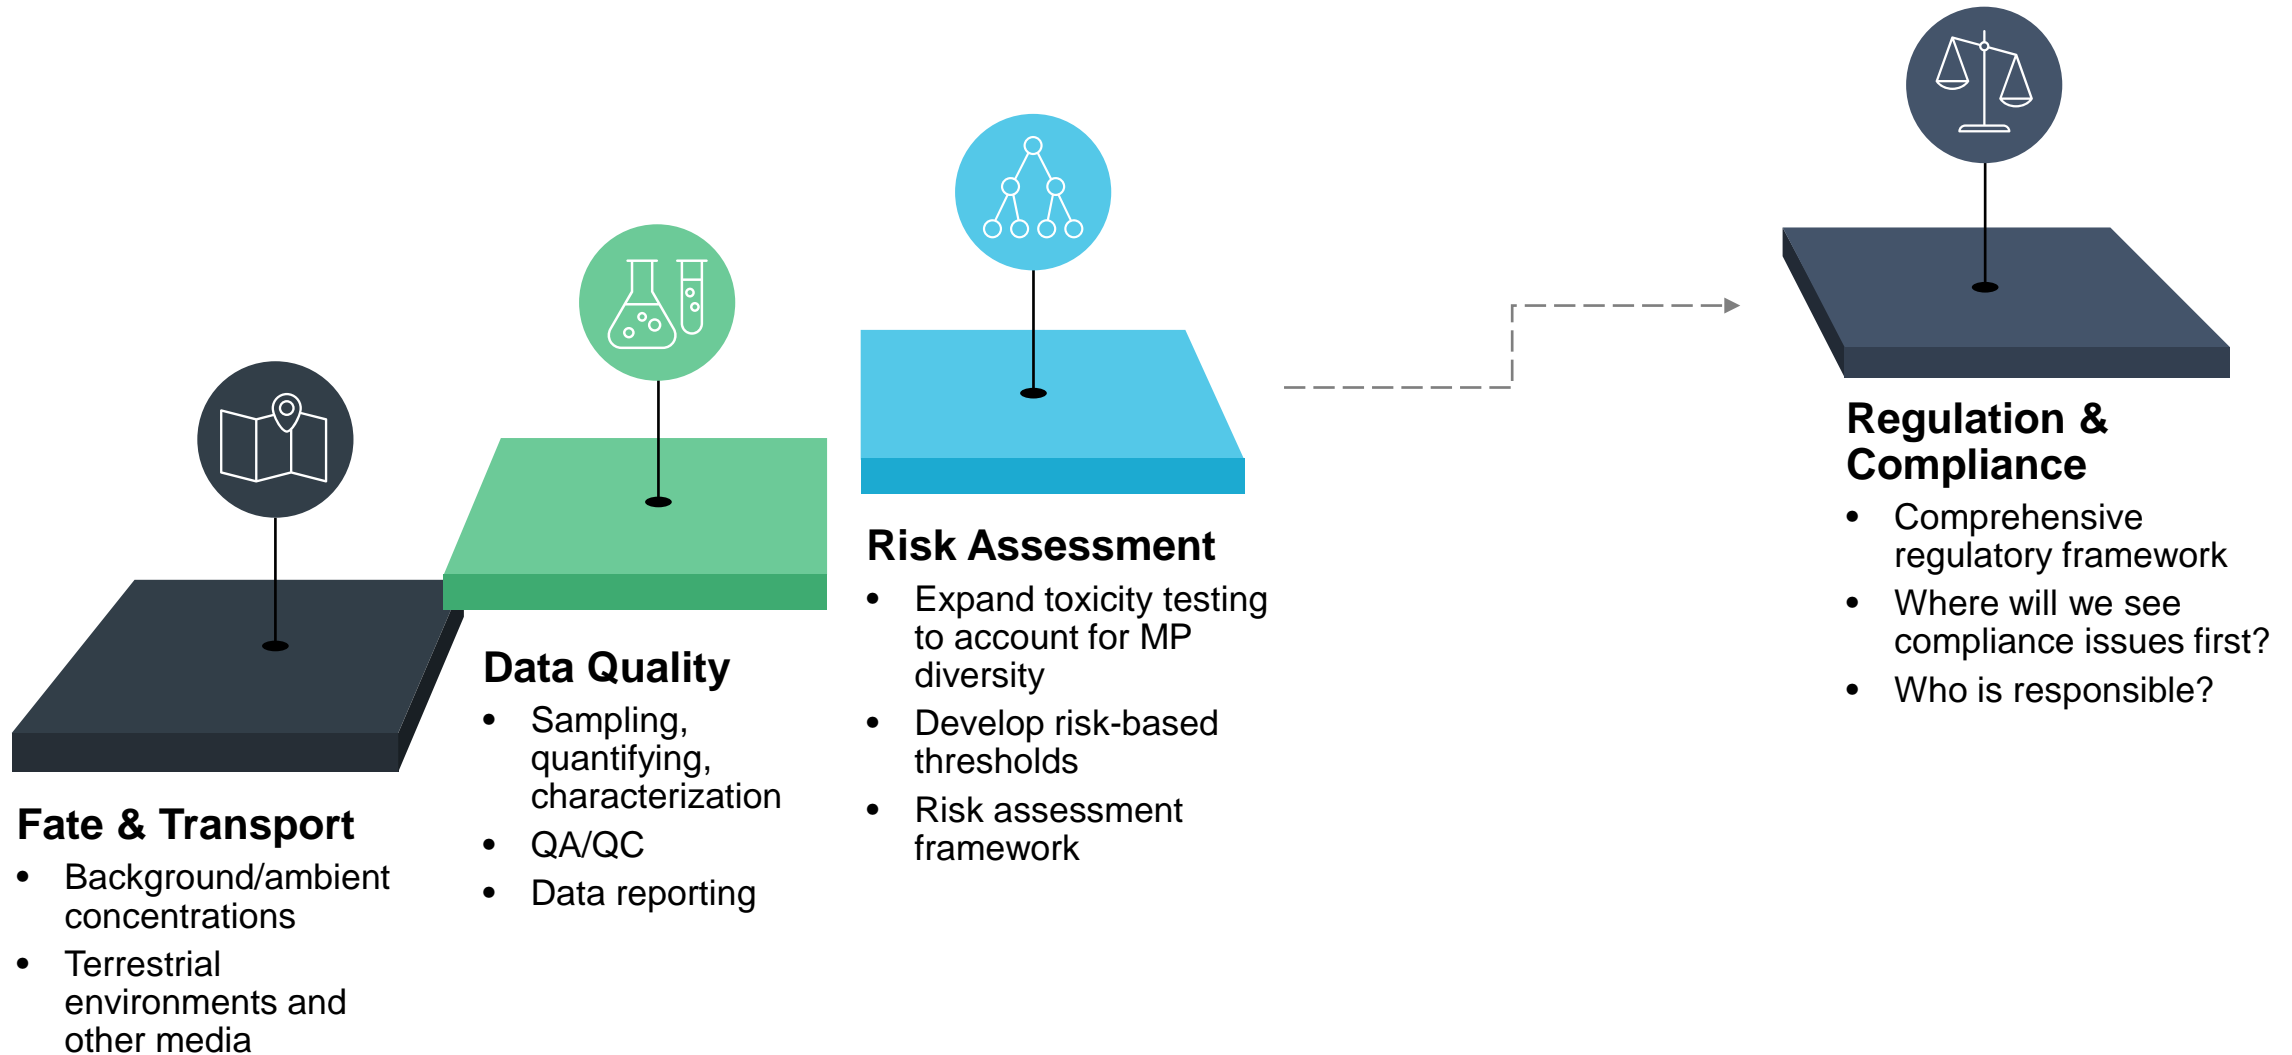 Fate & Transport
• Background/ambient
concentrations
• Terrestrial
environments and
other media
Data Quality
• Sampling,
quantifying,
characterization
• QA/QC
• Data reporting
Risk Assessment
• Expand toxicity testing
to account for MP
diversity
• Develop risk-based
thresholds
• Risk assessment
framework
Regulation &
Compliance
• Comprehensive
regulatory framework
• Where will we see
compliance issues first?
• Who is responsible?